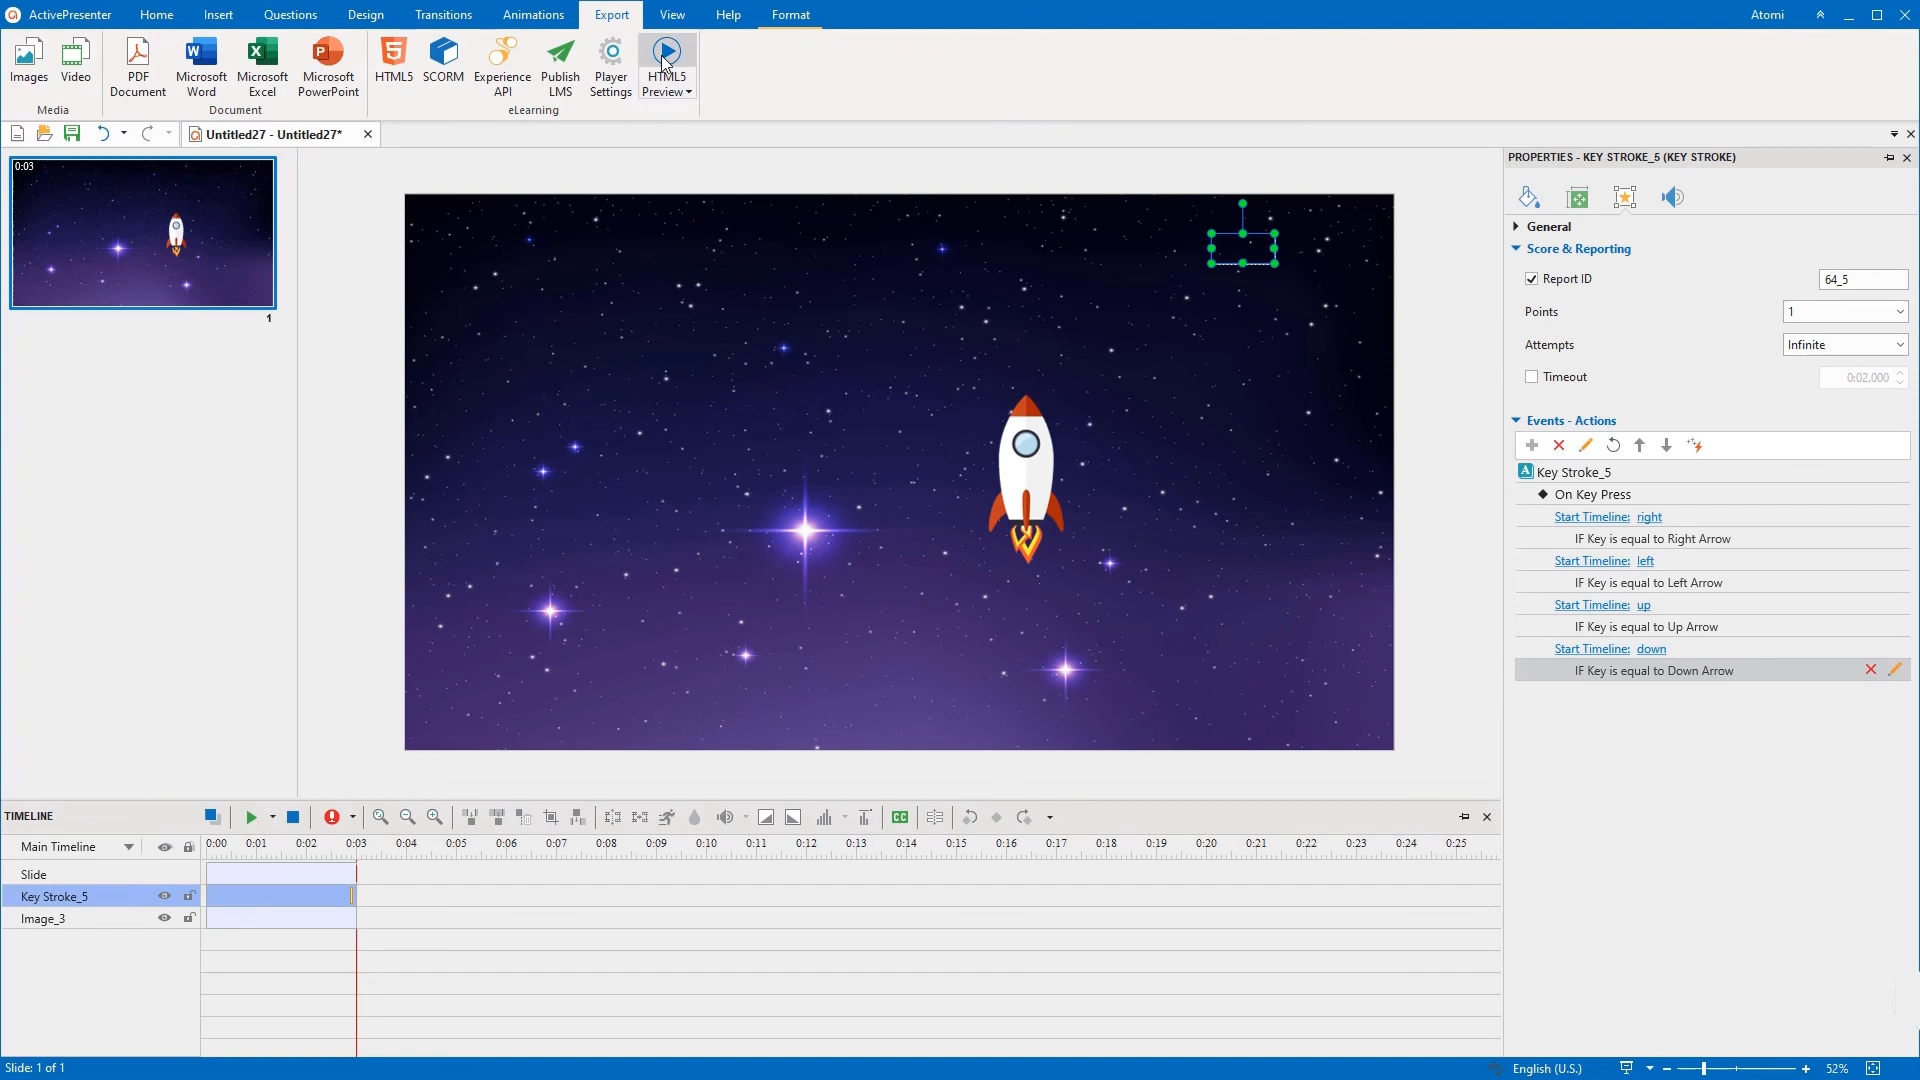 ActivePresenter
Home
Insert
Questions
Design
Transitions
Animations
Export
View
Help
Format
Atomi
Images
Video
PDF Document
Microsoft Word
Microsoft Excel
Microsoft PowerPoint
HTML5
SCORM
Experience API
Publish LMS
Player Settings
HTML5 Preview
Media
Document
eLearning
Untitled27 - Untitled27*
0:03
1
PROPERTIES - KEY STROKE_5 (KEY STROKE)
General
Score & Reporting
Report ID 64_5
Points 1
Attempts Infinite
Timeout 0:02.000
Events - Actions
Key Stroke_5
On Key Press
Start Timeline: right
IF Key is equal to Right Arrow
Start Timeline: left
IF Key is equal to Left Arrow
Start Timeline: up
IF Key is equal to Up Arrow
Start Timeline: down
IF Key is equal to Down Arrow
TIMELINE
CC
Main Timeline
0:00 0:01 0:02 0:03 0:04 0:05 0:06 0:07 0:08 0:09 0:10 0:11 0:12 0:13 0:14 0:15 0:16 0:17 0:18 0:19 0:20 0:21 0:22 0:23 0:24 0:25
Slide
Key Stroke_5
Image_3
Slide: 1 of 1
English (U.S.)
52%